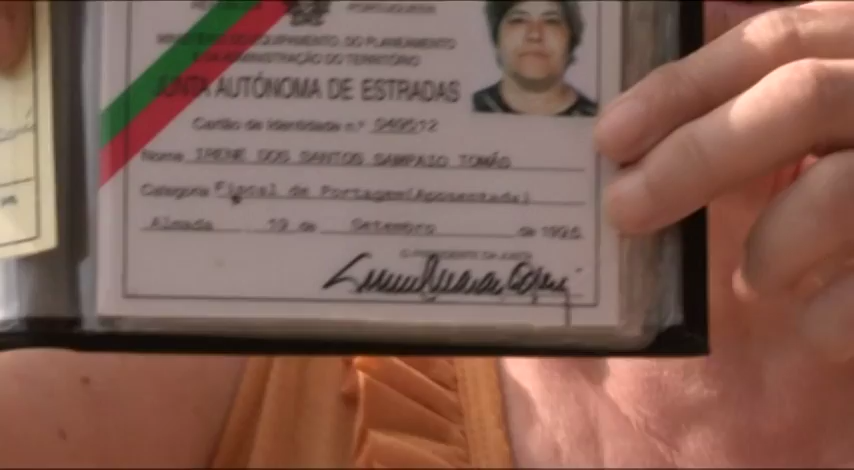 PORTUGUESA
MINISTÉRIO DO EQUIPAMENTO, DO PLANEAMENTO
E DA ADMINISTRAÇÃO DO TERRITÓRIO
JUNTA AUTÓNOMA DE ESTRADAS
Cartão de Identidade n.º 049512
Nome IRENE DOS SANTOS SAMPAIO TOMÁS
Categoria Fiscal de Portagem(Aposentada)
Almada 19 de Setembro de
O PRESIDENTE DA JUNTA